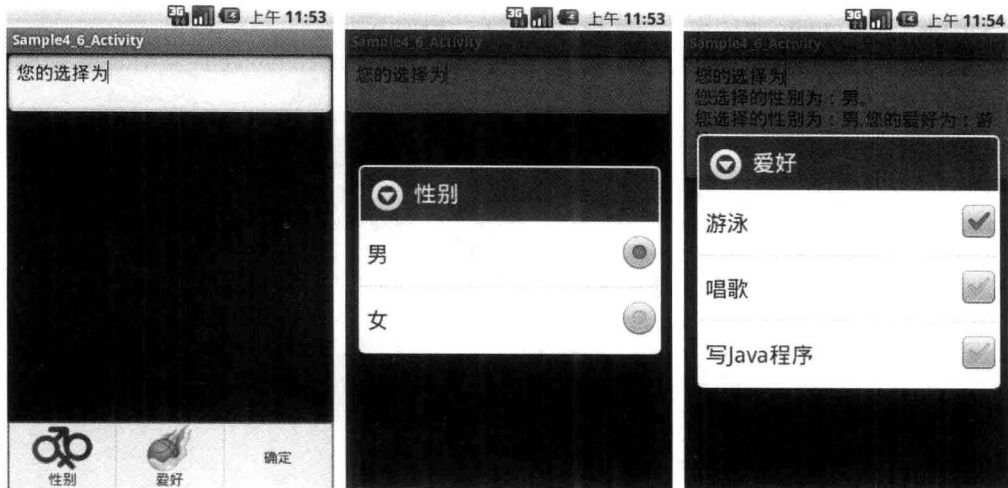 3G 上午 11:53
Sample4_6_Activity
您的选择为
性别
爱好
确定
3G 上午 11:53
Sample4_6_Activity
您的选择为
性别
男
女
3G 上午 11:54
Sample4_6_Activity
您的选择为
您选择的性别为：男。
您选择的性别为：男,您的爱好为：游
爱好
游泳
唱歌
写Java程序